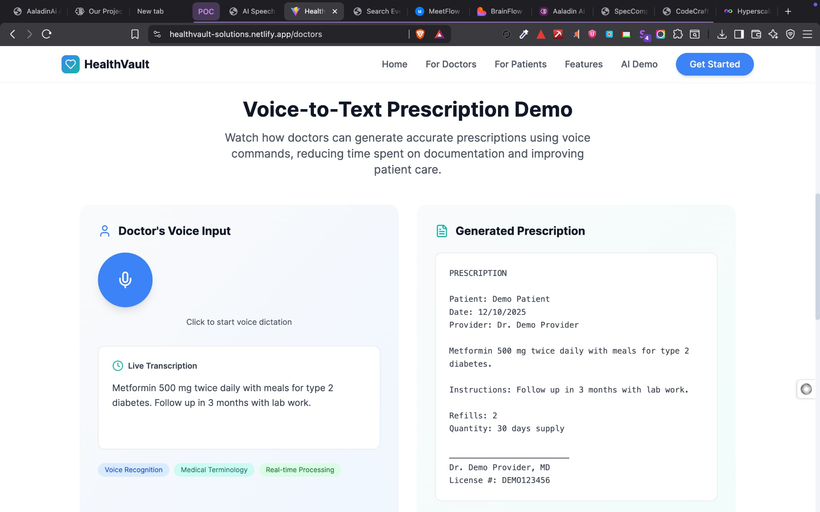 AaladinAi
Our Projec
New tab
POC
AI Speech
Health
Search Ev
MeetFlow
BrainFlow
Aaladin AI
SpecCom
CodeCraft
Hypersca
healthvault-solutions.netlify.app/doctors
4
HealthVault
Home
For Doctors
For Patients
Features
AI Demo
Get Started
Voice-to-Text Prescription Demo
Watch how doctors can generate accurate prescriptions using voice
commands, reducing time spent on documentation and improving
patient care.
Doctor's Voice Input
Click to start voice dictation
Live Transcription
Metformin 500 mg twice daily with meals for type 2
diabetes. Follow up in 3 months with lab work.
Voice Recognition
Medical Terminology
Real-time Processing
Generated Prescription
PRESCRIPTION
Patient: Demo Patient
Date: 12/10/2025
Provider: Dr. Demo Provider
Metformin 500 mg twice daily with meals for type 2
diabetes.
Instructions: Follow up in 3 months with lab work.
Refills: 2
Quantity: 30 days supply
Dr. Demo Provider, MD
License #: DEMO123456